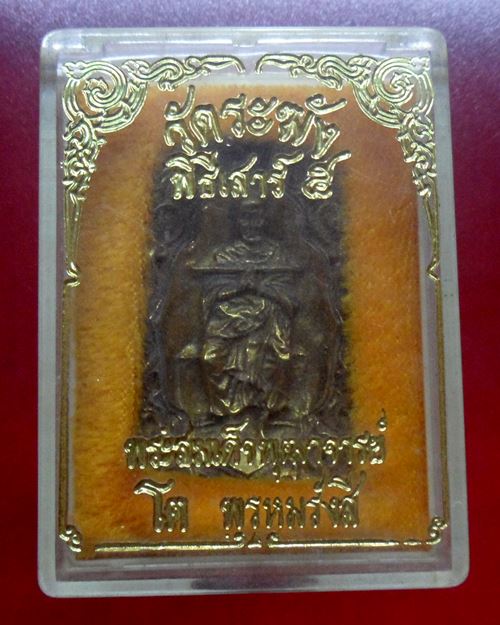 วัดระฆัง
พิธีเสาร์ ๕
พระสมเด็จพุฒาจารย์
โต พรหมรังสี